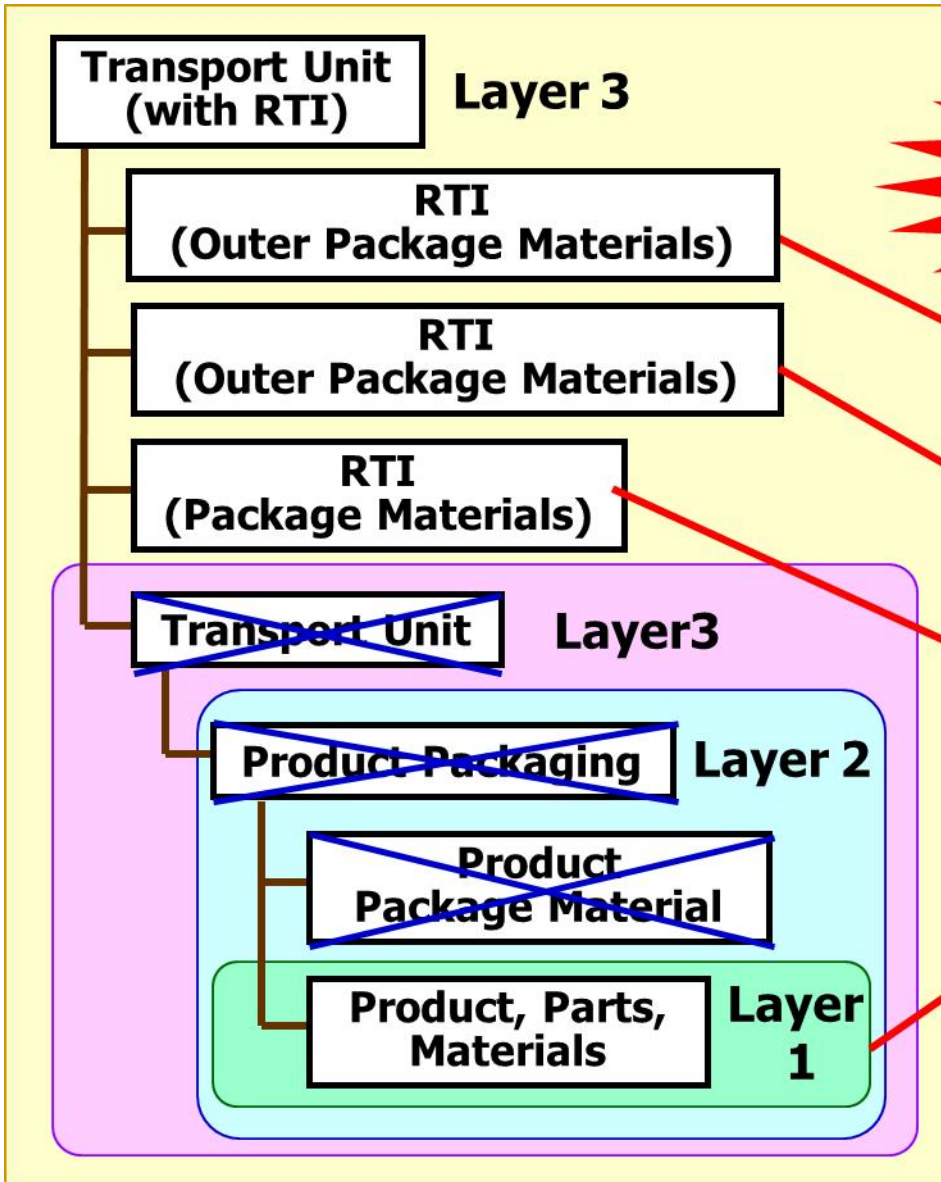 Transport Unit
(with RTI)
Layer 3
RTI
(Outer Package Materials)
RTI
(Outer Package Materials)
RTI
(Package Materials)
Transport Unit
Layer3
Product Packaging
Layer 2
Product
Package Material
Product, Parts,
Materials
Layer
1